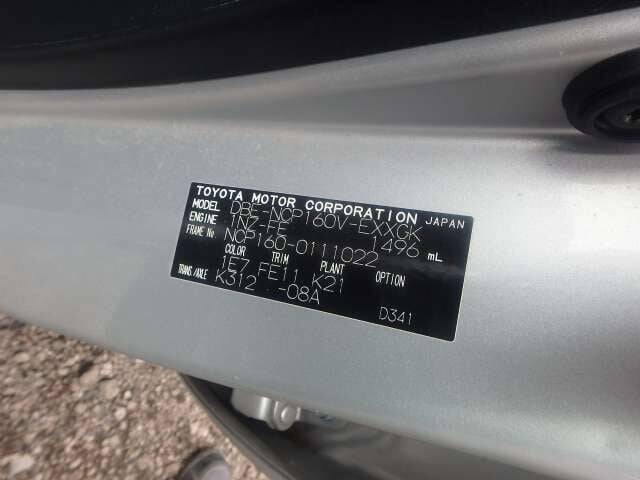 TOYOTA MOTOR CORPORATION JAPAN
MODEL DBE-NCP160V-EXXGK
ENGINE 1NZ-FE 1496 mL
FRAME No NCP160-0111022
COLOR TRIM PLANT OPTION
1E7 FE11 K21
TRANS/AXLE K312 -08A
D341